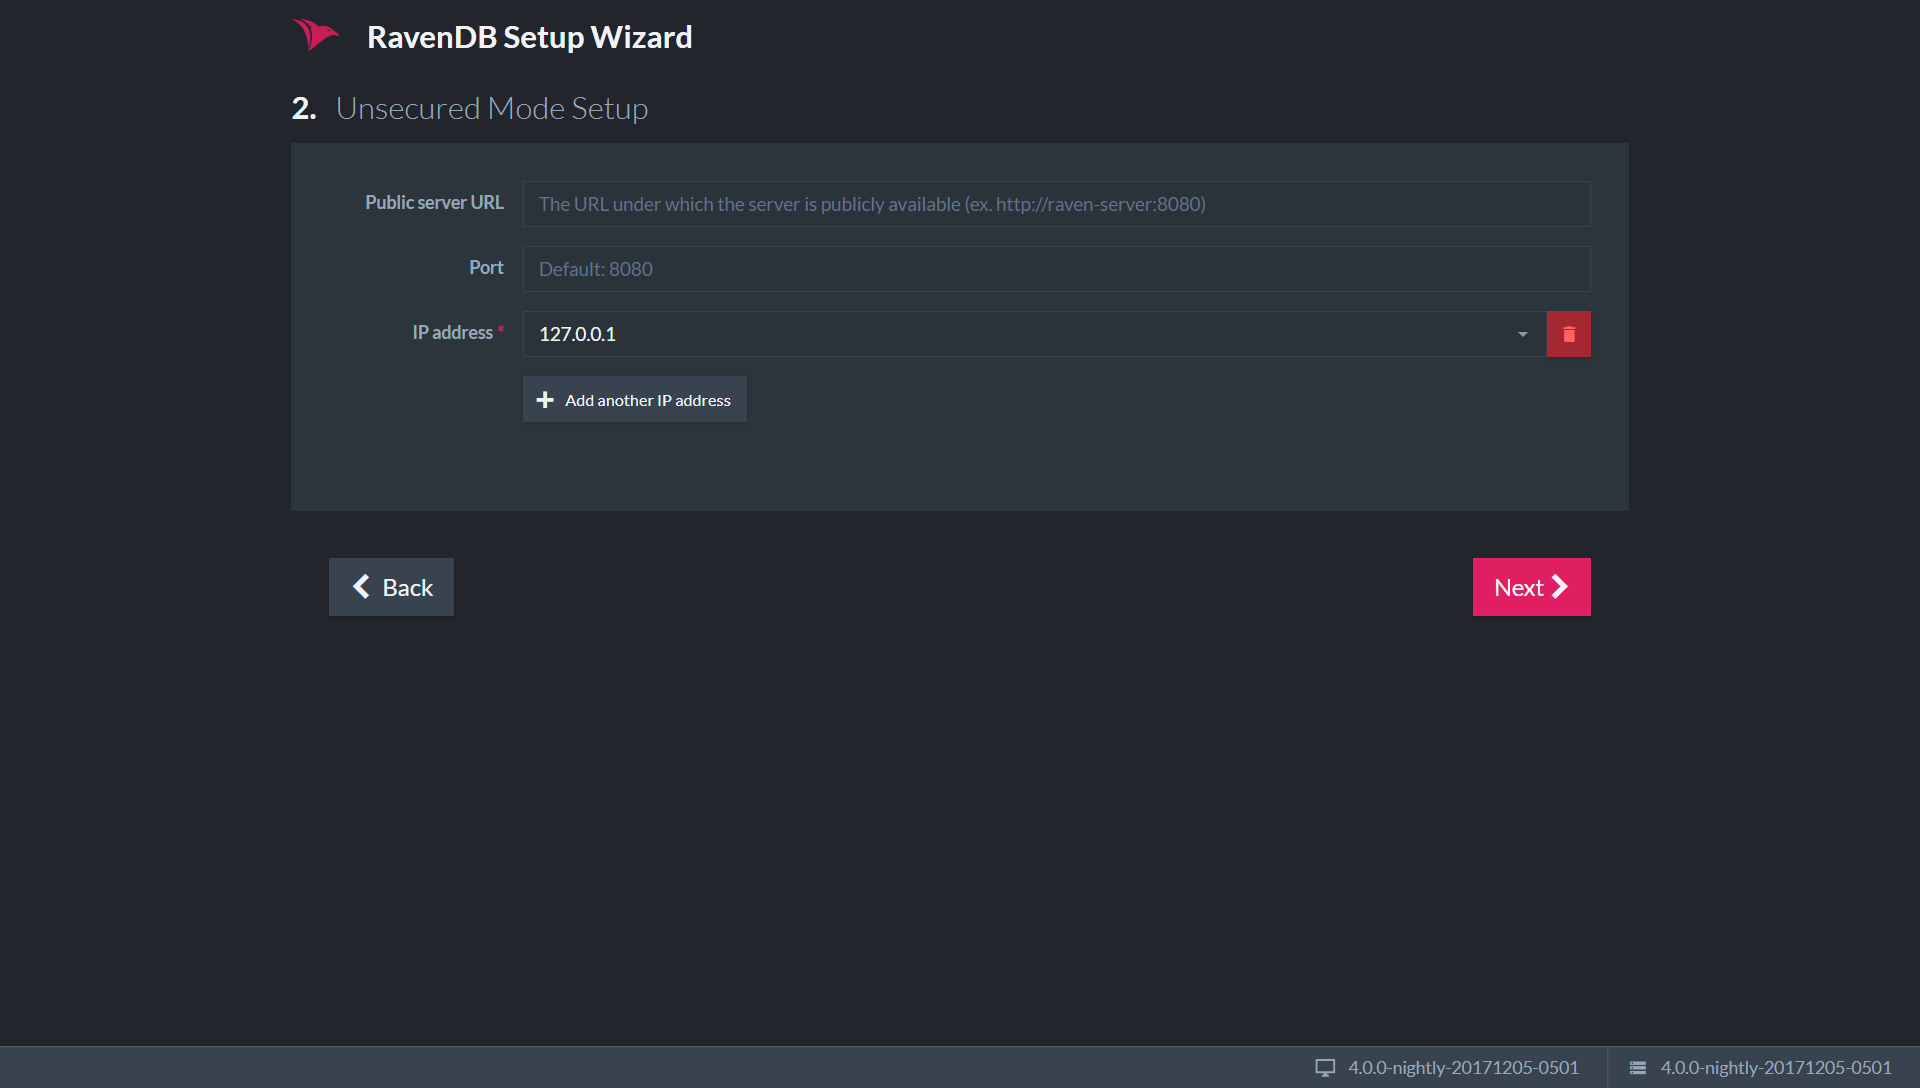 RavenDB Setup Wizard
2. Unsecured Mode Setup
Public server URL The URL under which the server is publicly available (ex. http://raven-server:8080)
Port Default: 8080
IP address * 127.0.0.1
Add another IP address
Back Next
4.0.0-nightly-20171205-0501 4.0.0-nightly-20171205-0501